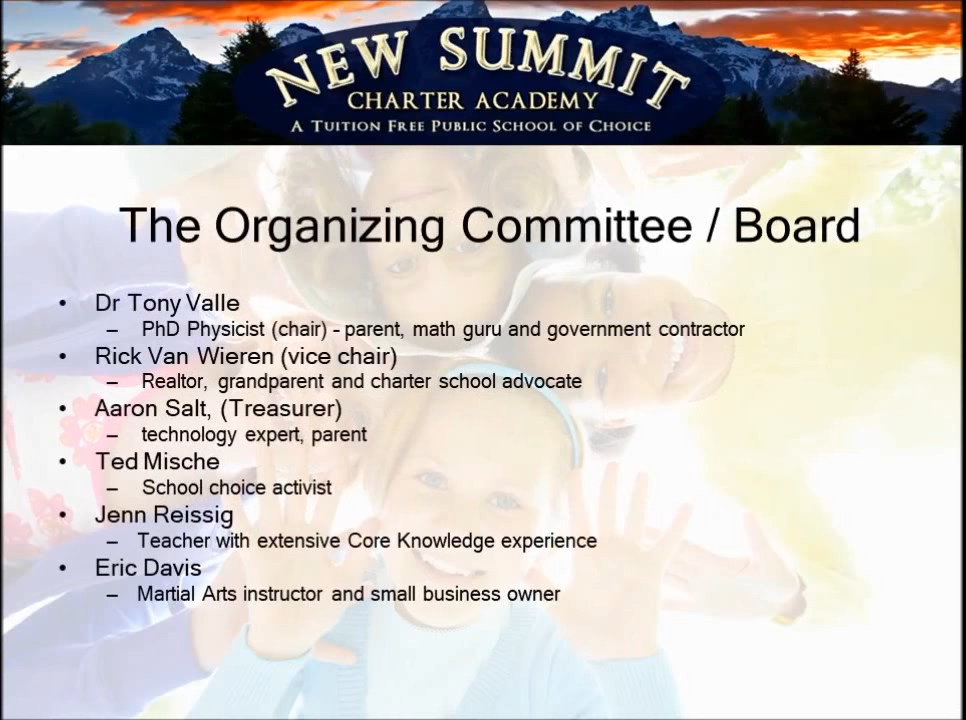 NEW SUMMIT
CHARTER ACADEMY
A TUITION FREE PUBLIC SCHOOL OF CHOICE
The Organizing Committee / Board
• Dr Tony Valle
– PhD Physicist (chair) - parent, math guru and government contractor
• Rick Van Wieren (vice chair)
– Realtor, grandparent and charter school advocate
• Aaron Salt, (Treasurer)
– technology expert, parent
• Ted Mische
– School choice activist
• Jenn Reissig
– Teacher with extensive Core Knowledge experience
• Eric Davis
– Martial Arts instructor and small business owner